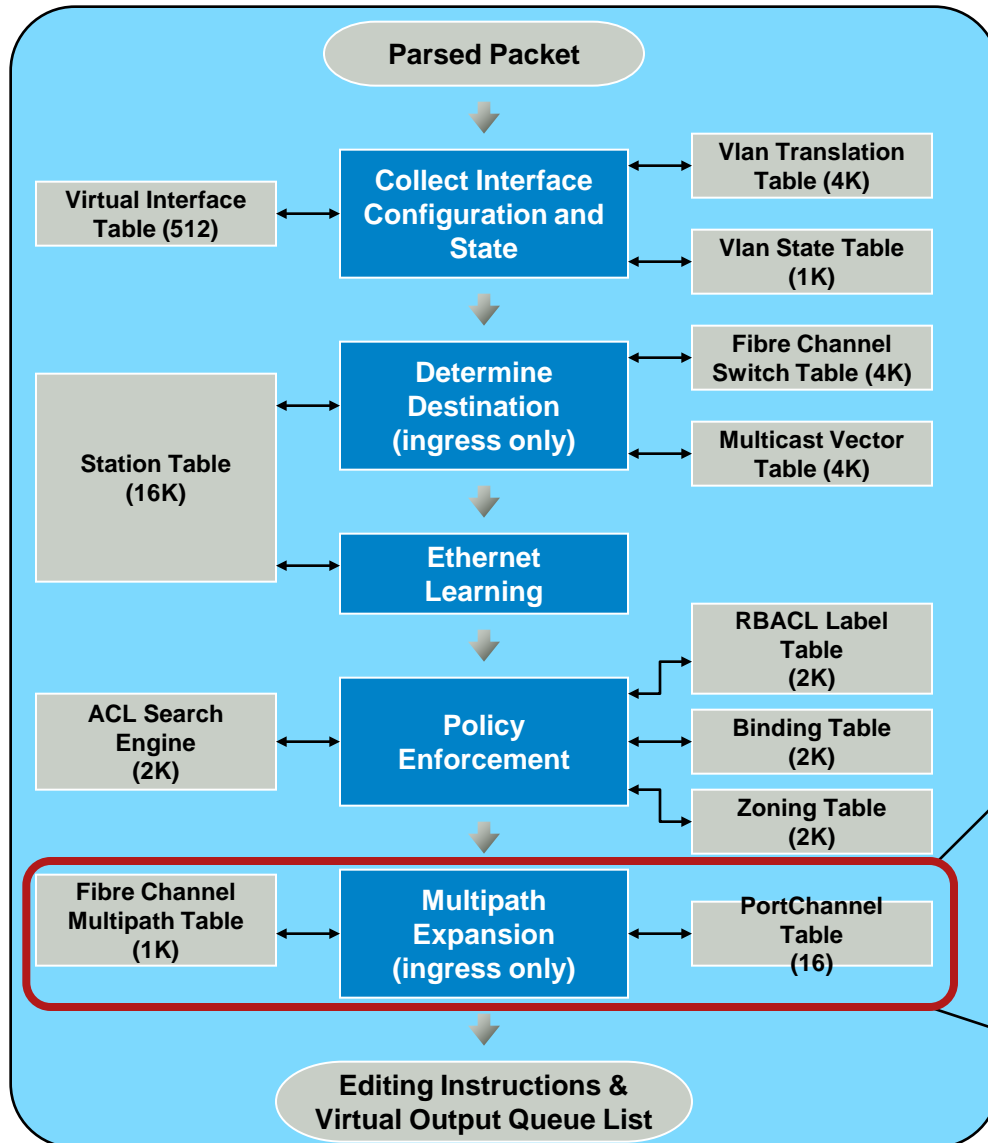 Parsed Packet
Collect Interface
Configuration and
State
Virtual Interface
Table (512)
Vlan Translation
Table (4K)
Vlan State Table
(1K)
Determine
Destination
(ingress only)
Fibre Channel
Switch Table (4K)
Multicast Vector
Table (4K)
Station Table
(16K)
Ethernet
Learning
Policy
Enforcement
ACL Search
Engine
(2K)
RBACL Label
Table
(2K)
Binding Table
(2K)
Zoning Table
(2K)
Fibre Channel
Multipath Table
(1K)
Multipath
Expansion
(ingress only)
PortChannel
Table
(16)
Editing Instructions &
Virtual Output Queue List